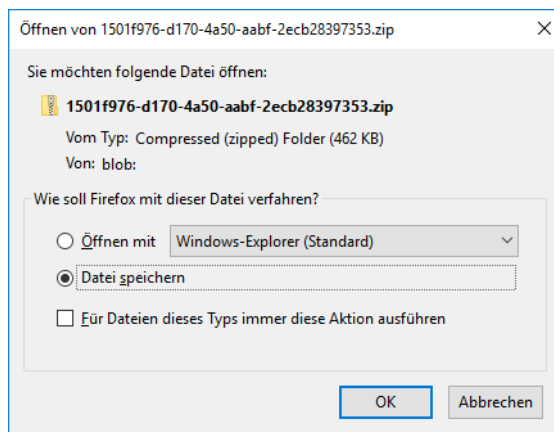 Öffnen von 1501f976-d170-4a50-aabf-2ecb28397353.zip
Sie möchten folgende Datei öffnen:
1501f976-d170-4a50-aabf-2ecb28397353.zip
Vom Typ: Compressed (zipped) Folder (462 KB)
Von: blob:
Wie soll Firefox mit dieser Datei verfahren?
Öffnen mit Windows-Explorer (Standard)
Datei speichern
Für Dateien dieses Typs immer diese Aktion ausführen
OK Abbrechen